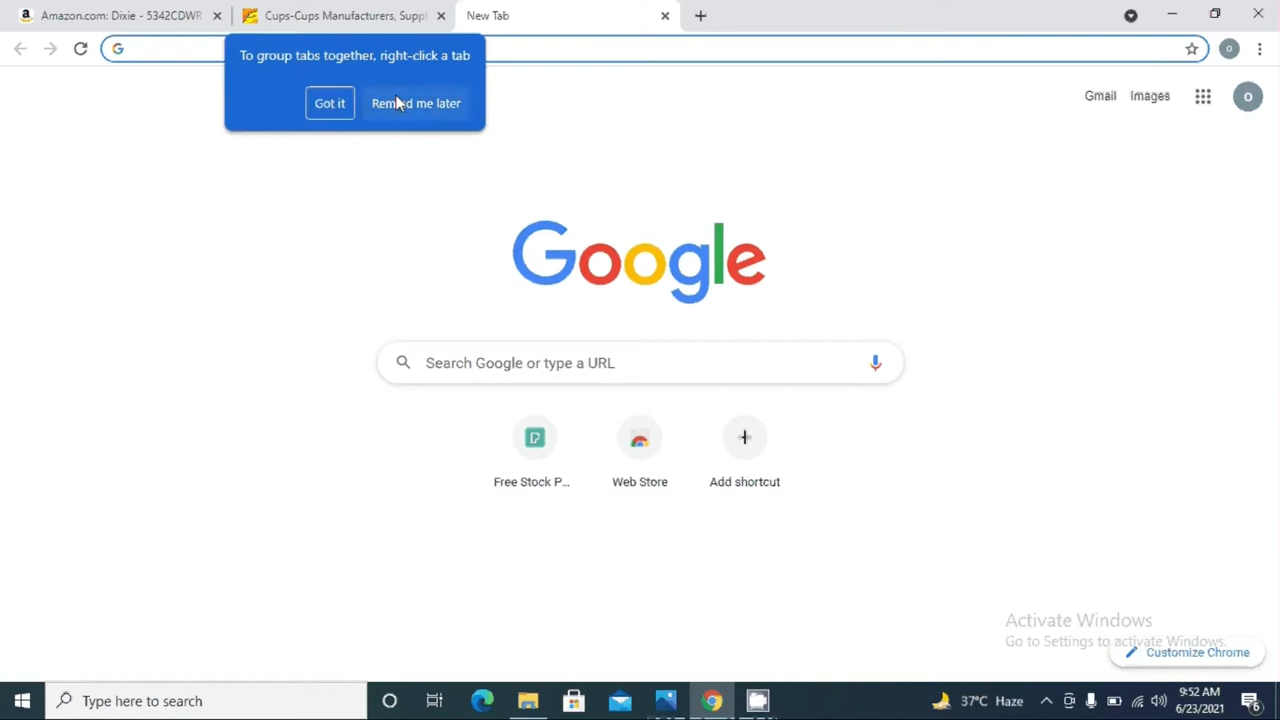 Amazon.com: Dixie - 5342CDWR
Cups-Cups Manufacturers, Suppl
New Tab
To group tabs together, right-click a tab
Got it
Remind me later
o
Gmail
Images
o
Google
Search Google or type a URL
Free Stock P...
Web Store
Add shortcut
Activate Windows
Go to Settings to activate Windows.
Customize Chrome
Type here to search
37°C Haze
9:52 AM
6/23/2021
6